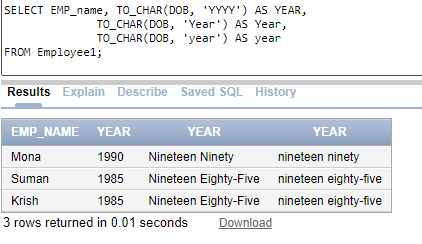 SELECT EMP_name, TO_CHAR(DOB, 'YYYY') AS YEAR,
TO_CHAR(DOB, 'Year') AS Year,
TO_CHAR(DOB, 'year') AS year
FROM Employee1;
Results Explain Describe Saved SQL History
EMP_NAME YEAR YEAR YEAR
Mona 1990 Nineteen Ninety nineteen ninety
Suman 1985 Nineteen Eighty-Five nineteen eighty-five
Krish 1985 Nineteen Eighty-Five nineteen eighty-five
3 rows returned in 0.01 seconds Download